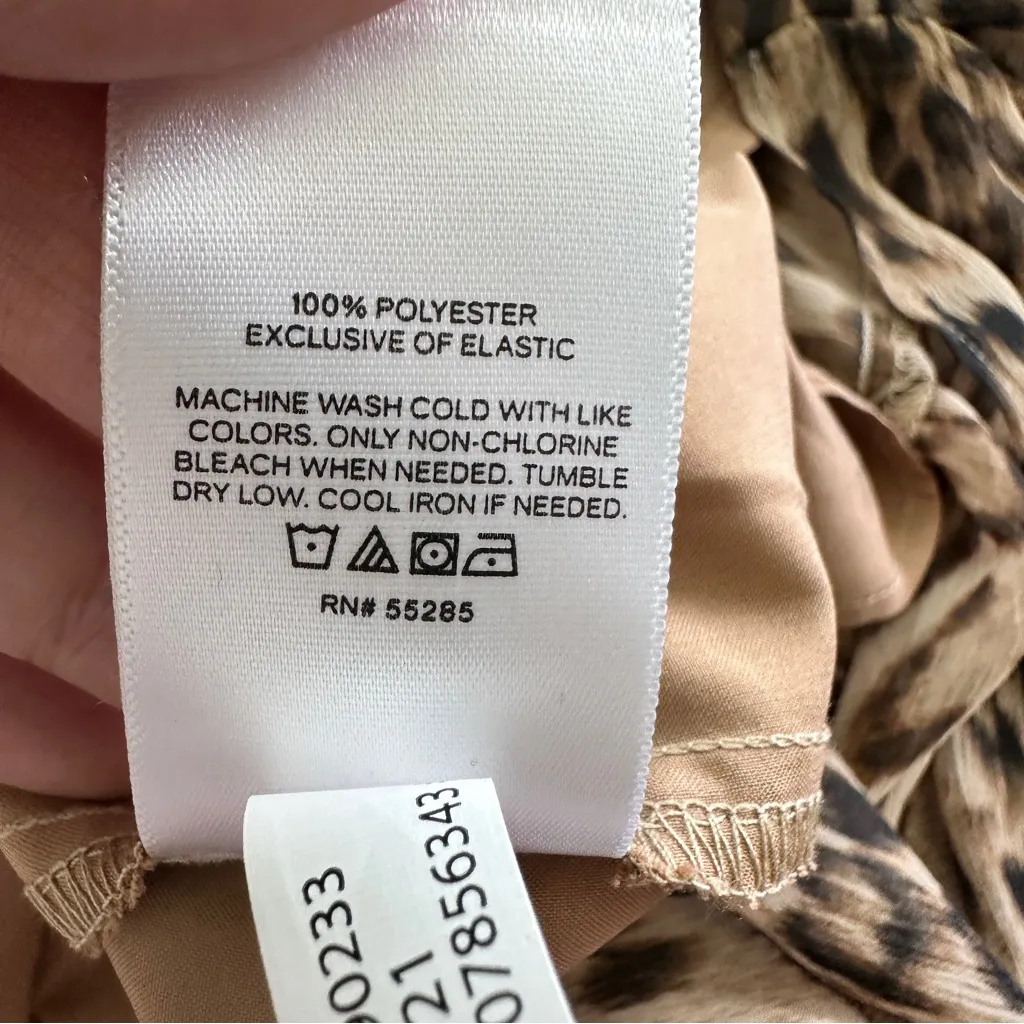 100% POLYESTER
EXCLUSIVE OF ELASTIC
MACHINE WASH COLD WITH LIKE
COLORS. ONLY NON-CHLORINE
BLEACH WHEN NEEDED. TUMBLE
DRY LOW. COOL IRON IF NEEDED.
RN# 55285
90233
21
07856343